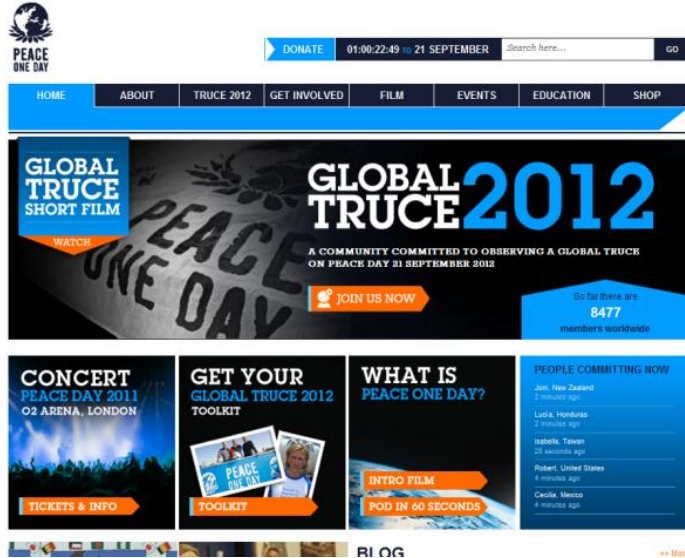 PEACE
ONE DAY
DONATE
01:00:22:49 TO 21 SEPTEMBER
Search here...
GO
HOME
ABOUT
TRUCE 2012
GET INVOLVED
FILM
EVENTS
EDUCATION
SHOP
GLOBAL
TRUCE
SHORT FILM
WATCH
PEACE
ONE DAY
GLOBAL
TRUCE 2012
A COMMUNITY COMMITTED TO OBSERVING A GLOBAL TRUCE
ON PEACE DAY 21 SEPTEMBER 2012
JOIN US NOW
So far there are
8477
members worldwide
CONCERT
PEACE DAY 2011
O2 ARENA, LONDON
TICKETS & INFO
GET YOUR
GLOBAL TRUCE 2012
TOOLKIT
PEACE
ONE DAY
TOOLKIT
WHAT IS
PEACE ONE DAY?
INTRO FILM
POD IN 60 SECONDS
PEOPLE COMMITTING NOW
Joni, New Zealand
2 minutes ago
Lucia, Honduras
2 minutes ago
Isabella, Taiwan
28 seconds ago
Robert, United States
4 minutes ago
Cecilia, Mexico
4 minutes ago
BLOG